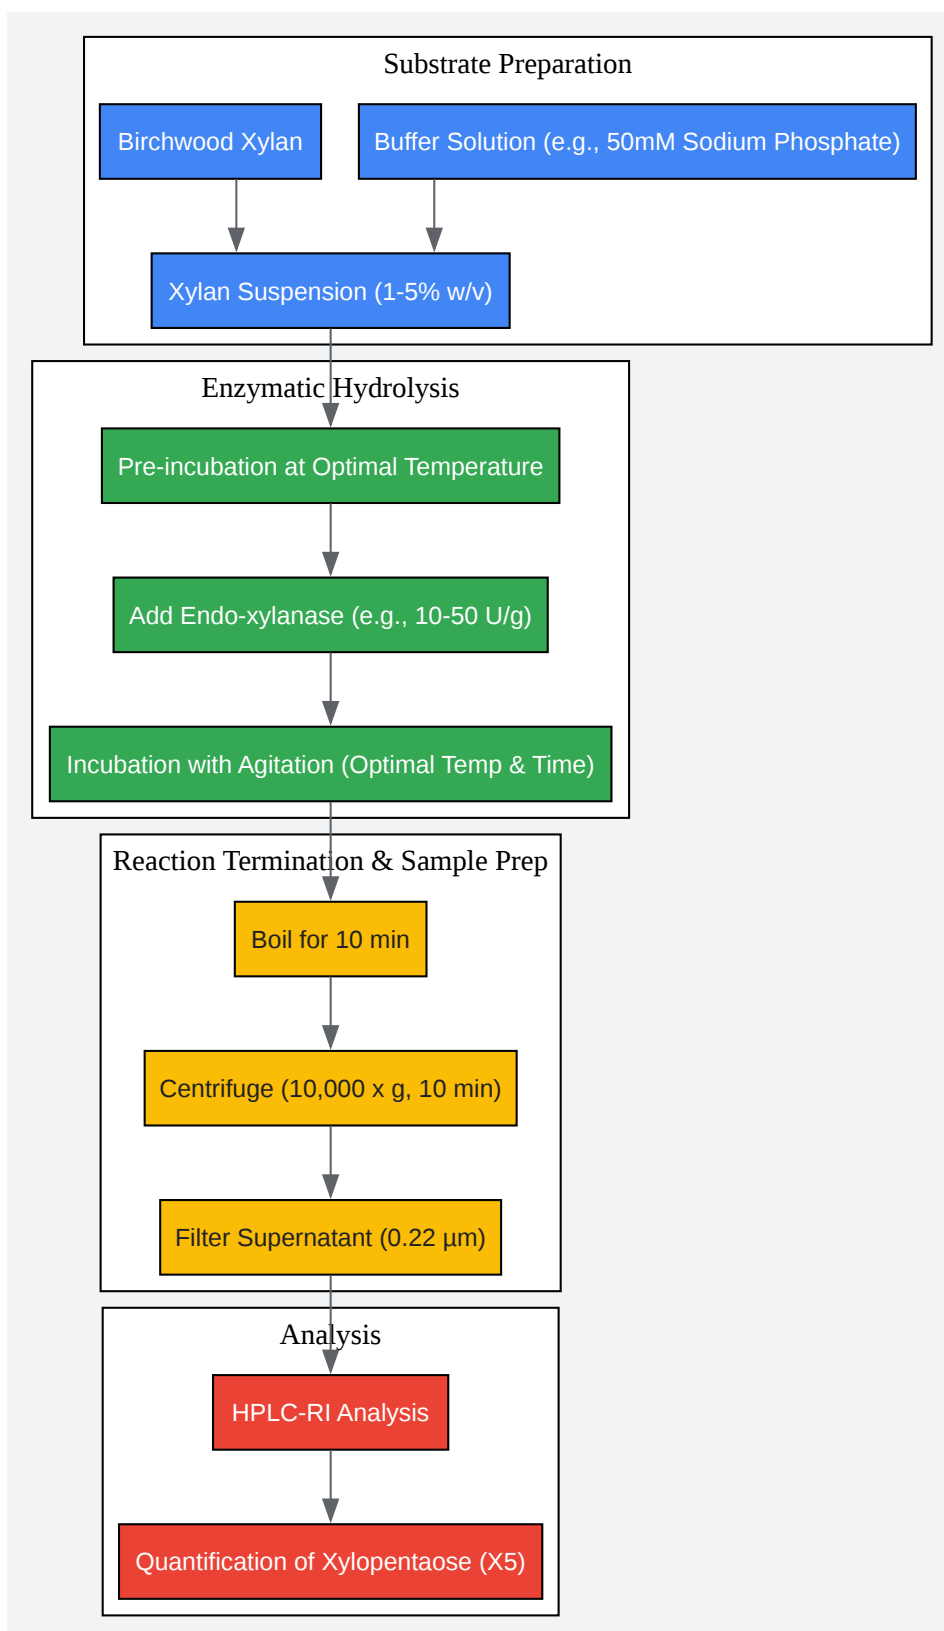 Substrate Preparation
Birchwood Xylan
Buffer Solution (e.g., 50mM Sodium Phosphate)
Xylan Suspension (1-5% w/v)
Enzymatic Hydrolysis
Pre-incubation at Optimal Temperature
Add Endo-xylanase (e.g., 10-50 U/g)
Incubation with Agitation (Optimal Temp & Time)
Reaction Termination & Sample Prep
Boil for 10 min
Centrifuge (10,000 x g, 10 min)
Filter Supernatant (0.22 µm)
Analysis
HPLC-RI Analysis
Quantification of Xylopentaose (X5)